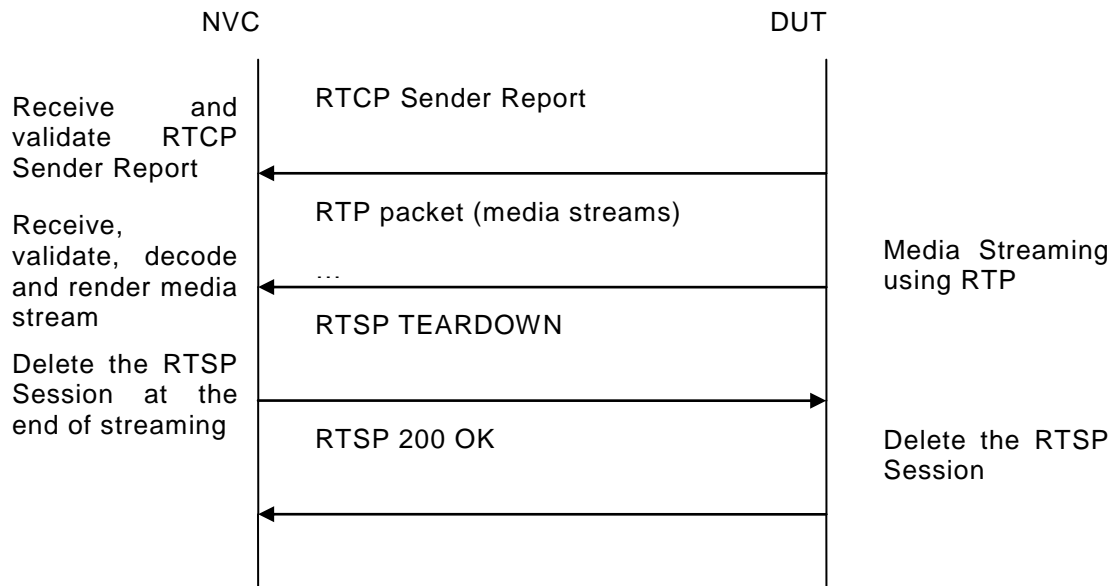 NVC
DUT
RTCP Sender Report
Receive and
validate RTCP
Sender Report
RTP packet (media streams)
Receive,
validate, decode
and render media
stream
…
Media Streaming
using RTP
RTSP TEARDOWN
Delete the RTSP
Session at the
end of streaming
RTSP 200 OK
Delete the RTSP
Session